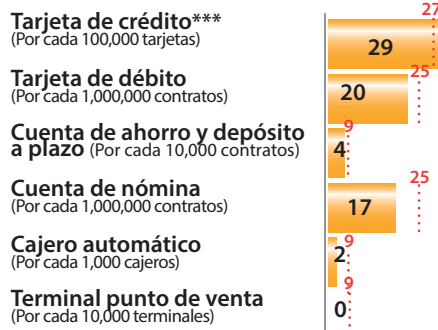 27
Tarjeta de crédito***
(Por cada 100,000 tarjetas)
29
Tarjeta de débito
25
(Por cada 1,000,000 contratos)
20
Cuenta de ahorro y depósito
9
a plazo (Por cada 10,000 contratos)
4
Cuenta de nómina
25
(Por cada 1,000,000 contratos)
17
Cajero automático
9
(Por cada 1,000 cajeros)
2
Terminal punto de venta
9
(Por cada 10,000 terminales)
0